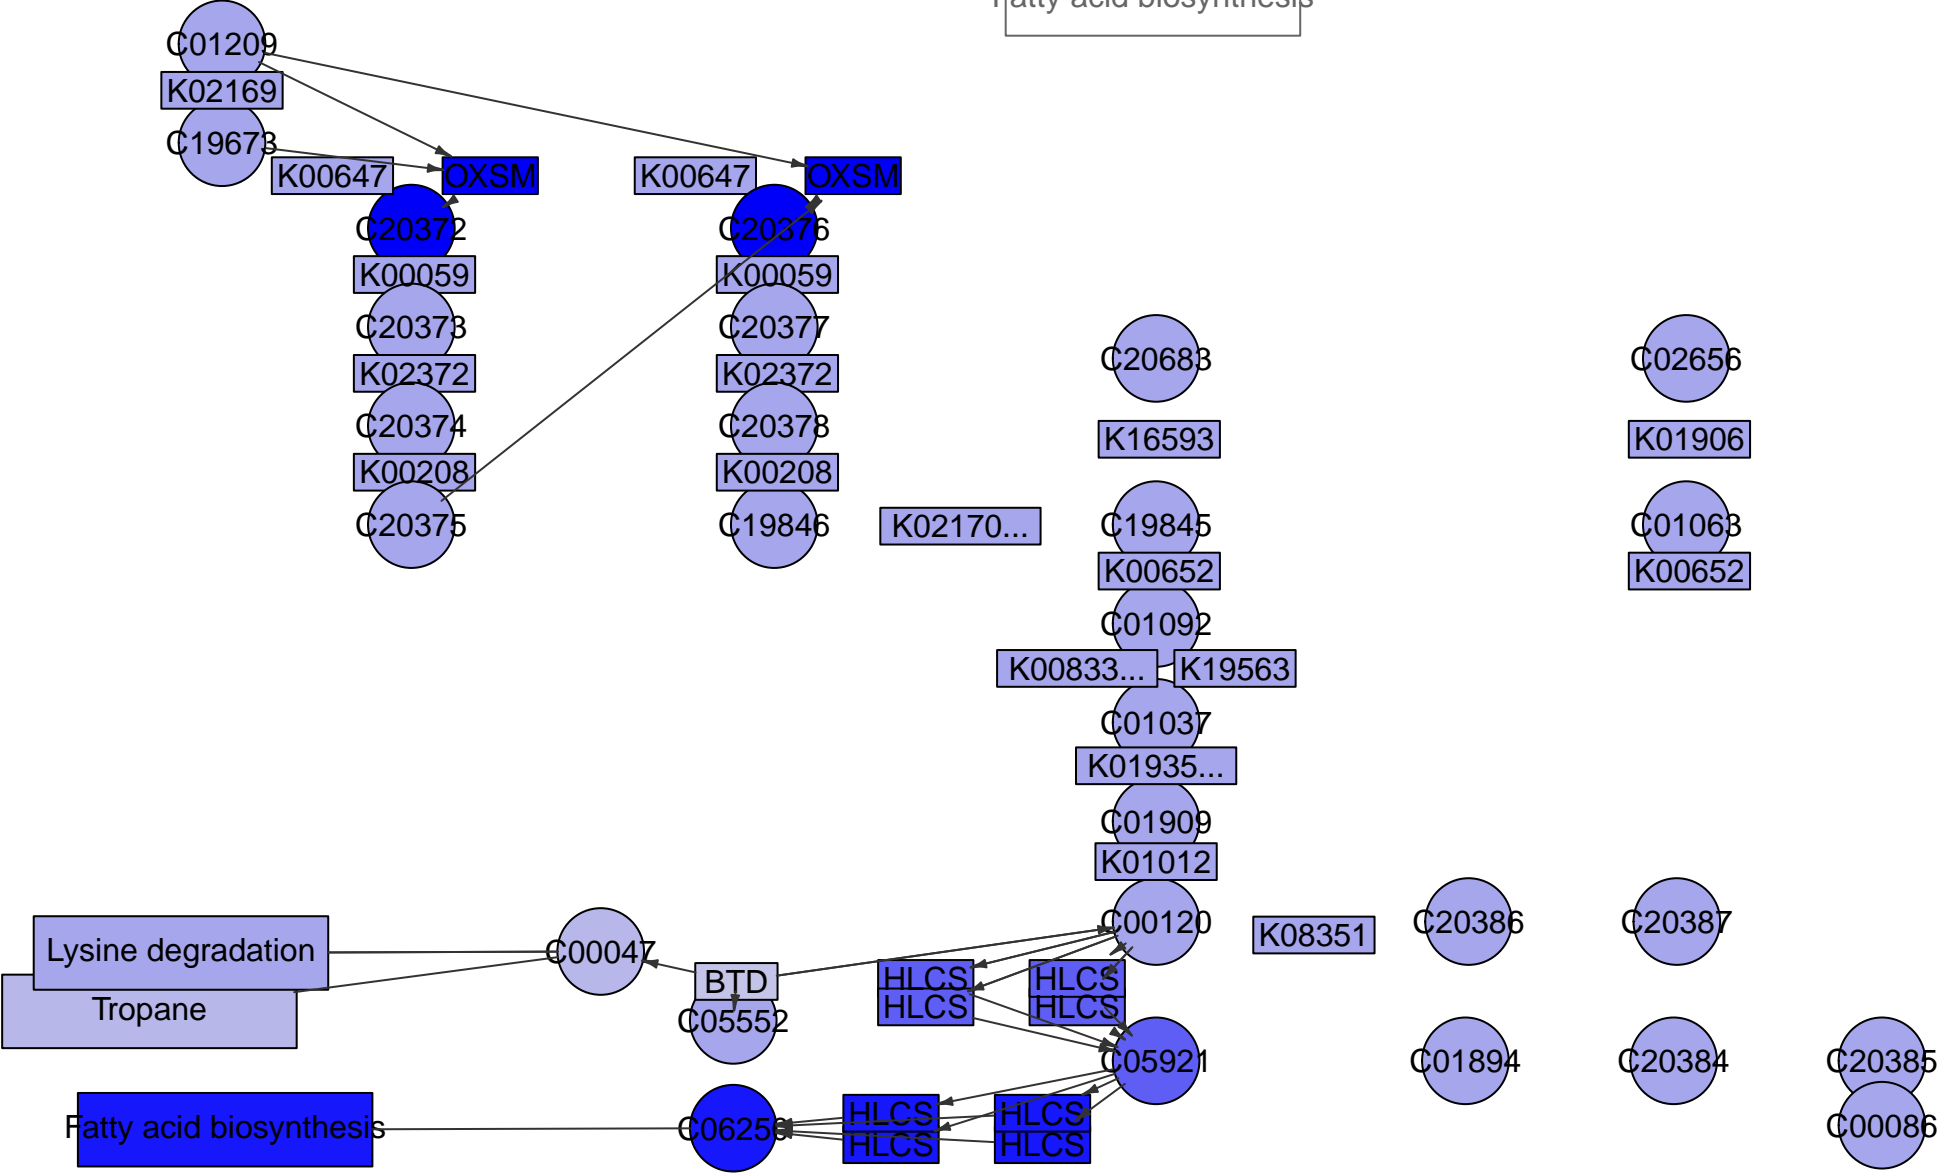 Fatty acid biosynthesis
C01209
K02169
C19673
K00647
OXSM
K00647
OXSM
C20372
C20376
K00059
K00059
C20373
C20377
C20683
C02656
K02372
K02372
C20374
C20378
K16593
K01906
K00208
K00208
C20375
C19846
K02170...
C19845
C01063
K00652
K00652
C01092
K00833...
K19563
C01037
K01935...
C01909
K01012
C00120
K08351
C20386
C20387
Lysine degradation
C00047
BTD
HLCS
HLCS
Tropane
HLCS
HLCS
C05552
C05921
C01894
C20384
C20385
Fatty acid biosynthesis
C06250
HLCS
HLCS
C00086
HLCS
HLCS